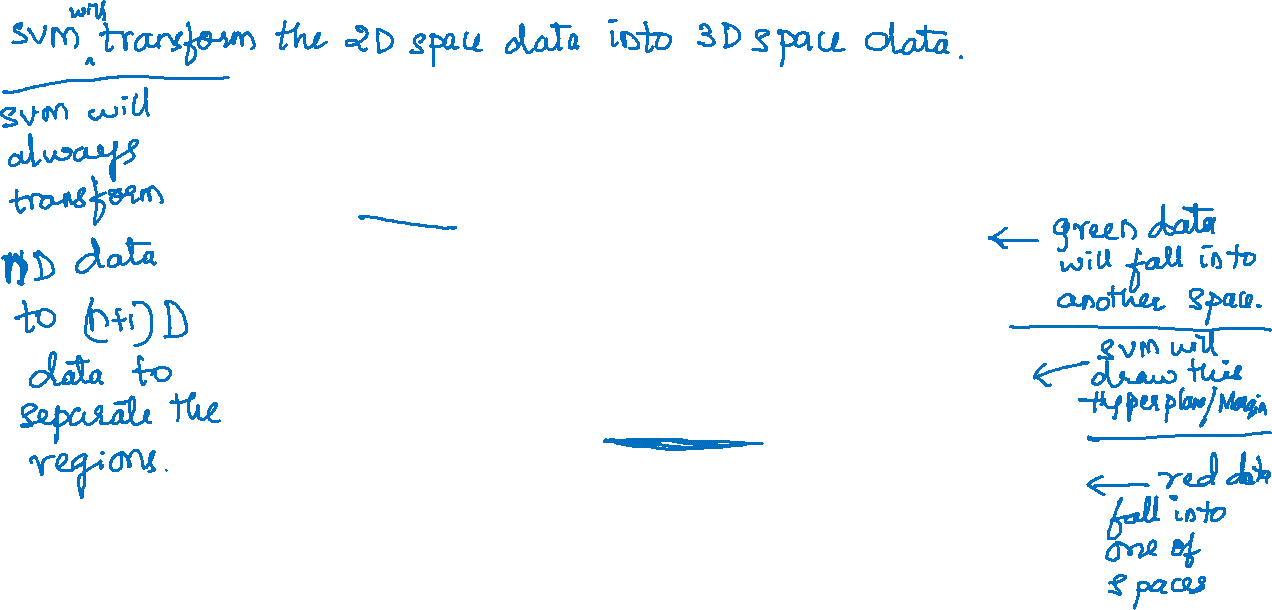 SVM will transform the 2D space data into 3D space data.
SVM will
always
transform
nD data
to (n+1)D
data to
separate the
regions.
green data
will fall into
another space.
SVM will
draw this
Hyperplane/Margin
red data
fall into
one of
spaces